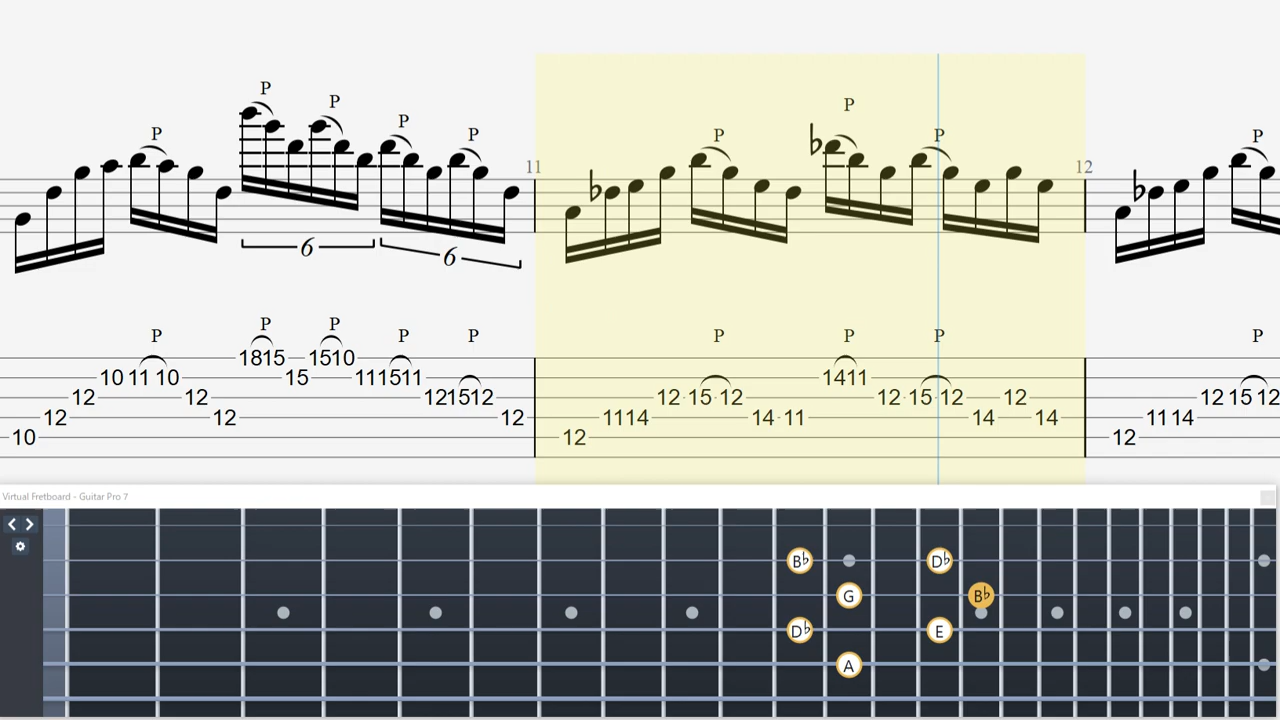 P P P P P P P P P
11 12
6 6
P P P P P P P P P
1815 1510 1411
10 11 10 15 111511
12 12 121512 12 15 12 12 15 12 12 12 15 12
12 12 12 1114 14 11 14 14 1114
10 12 12
Virtual Fretboard - Guitar Pro 7
B♭ D♭
G B♭
D♭ E
A